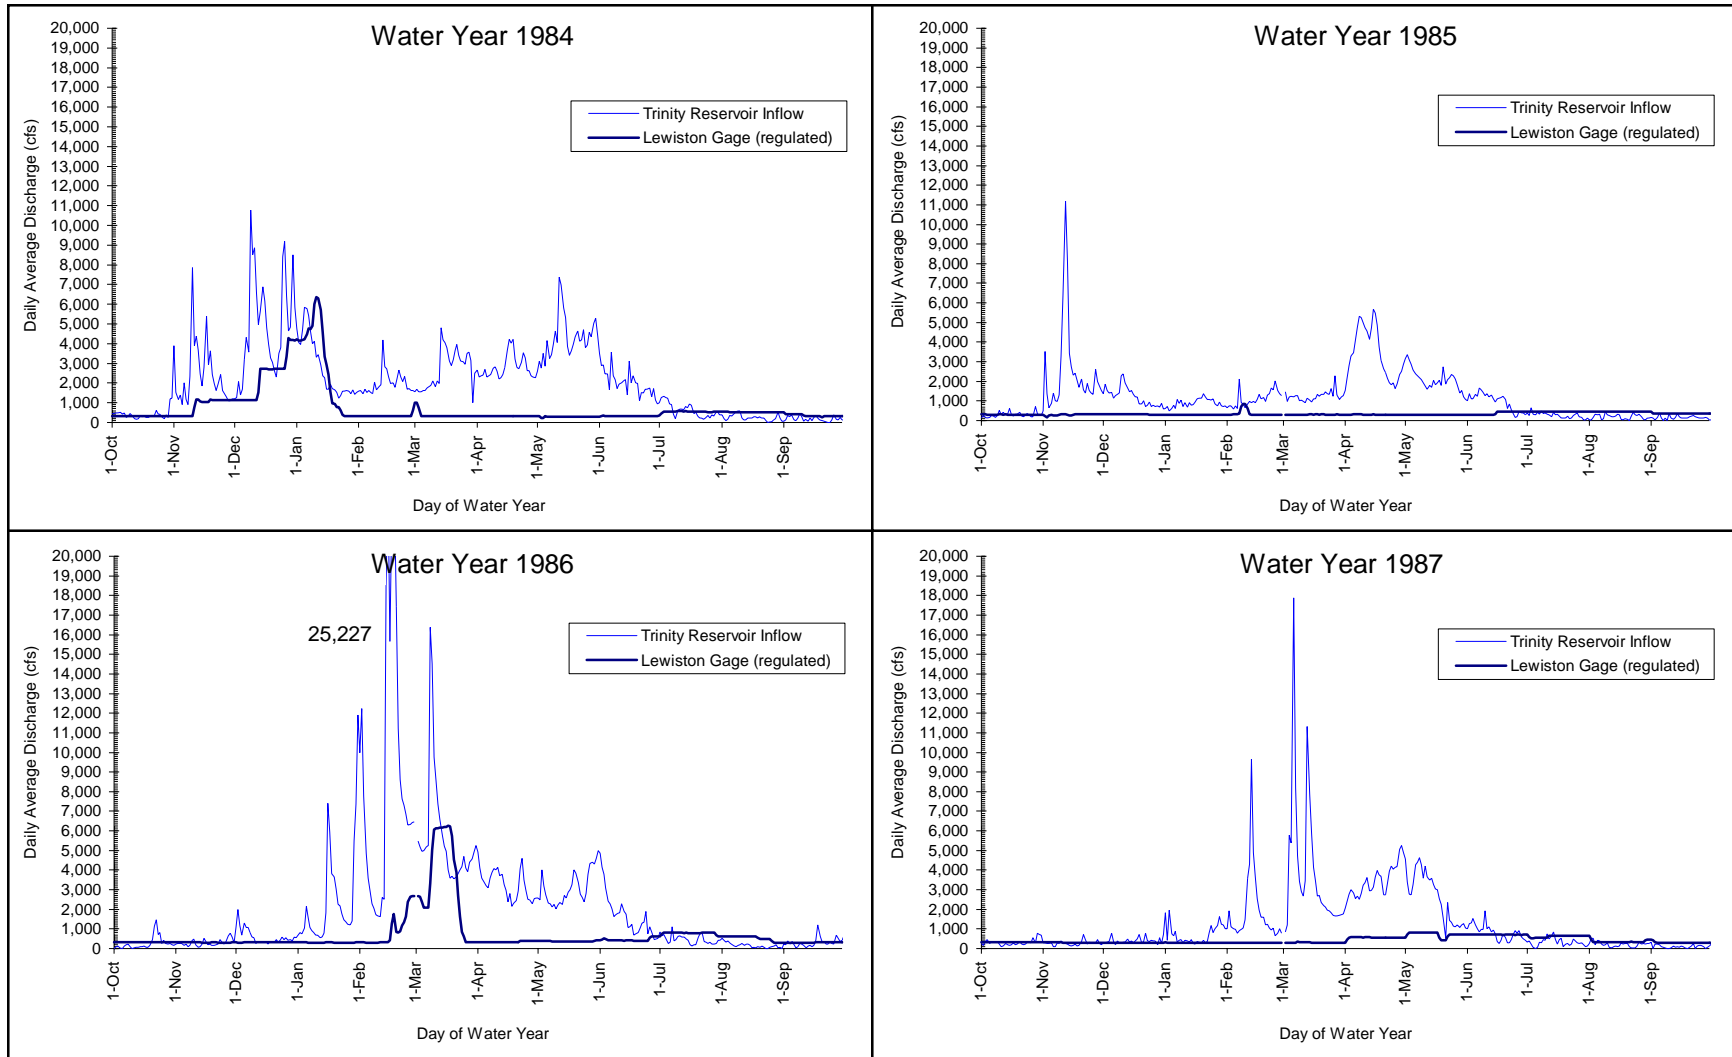 Water Year 1984
Daily Average Discharge (cfs)
20,000
19,000
18,000
17,000
16,000
15,000
14,000
13,000
12,000
11,000
10,000
9,000
8,000
7,000
6,000
5,000
4,000
3,000
2,000
1,000
0
Trinity Reservoir Inflow
Lewiston Gage (regulated)
1-Oct
1-Nov
1-Dec
1-Jan
1-Feb
1-Mar
1-Apr
1-May
1-Jun
1-Jul
1-Aug
1-Sep
Day of Water Year
Water Year 1985
Daily Average Discharge (cfs)
20,000
19,000
18,000
17,000
16,000
15,000
14,000
13,000
12,000
11,000
10,000
9,000
8,000
7,000
6,000
5,000
4,000
3,000
2,000
1,000
0
Trinity Reservoir Inflow
Lewiston Gage (regulated)
1-Oct
1-Nov
1-Dec
1-Jan
1-Feb
1-Mar
1-Apr
1-May
1-Jun
1-Jul
1-Aug
1-Sep
Day of Water Year
Water Year 1986
Daily Average Discharge (cfs)
20,000
19,000
18,000
17,000
16,000
15,000
14,000
13,000
12,000
11,000
10,000
9,000
8,000
7,000
6,000
5,000
4,000
3,000
2,000
1,000
0
25,227
Trinity Reservoir Inflow
Lewiston Gage (regulated)
1-Oct
1-Nov
1-Dec
1-Jan
1-Feb
1-Mar
1-Apr
1-May
1-Jun
1-Jul
1-Aug
1-Sep
Day of Water Year
Water Year 1987
Daily Average Discharge (cfs)
20,000
19,000
18,000
17,000
16,000
15,000
14,000
13,000
12,000
11,000
10,000
9,000
8,000
7,000
6,000
5,000
4,000
3,000
2,000
1,000
0
Trinity Reservoir Inflow
Lewiston Gage (regulated)
1-Oct
1-Nov
1-Dec
1-Jan
1-Feb
1-Mar
1-Apr
1-May
1-Jun
1-Jul
1-Aug
1-Sep
Day of Water Year